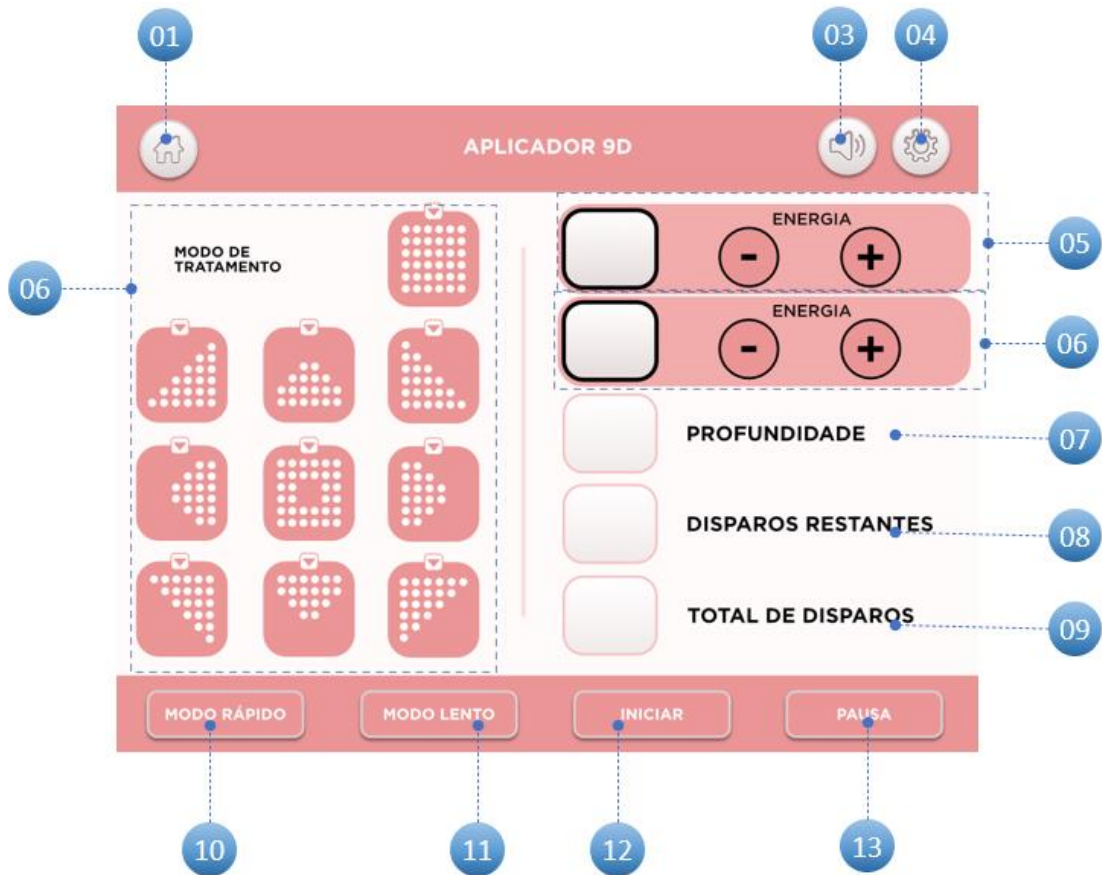 01
03
04
APLICADOR 9D
MODO DE
TRATAMENTO
06
ENERGIA
- +
05
ENERGIA
- +
06
PROFUNDIDADE
07
DISPAROS RESTANTES
08
TOTAL DE DISPAROS
09
MODO RÁPIDO
MODO LENTO
INICIAR
PAUSA
10
11
12
13